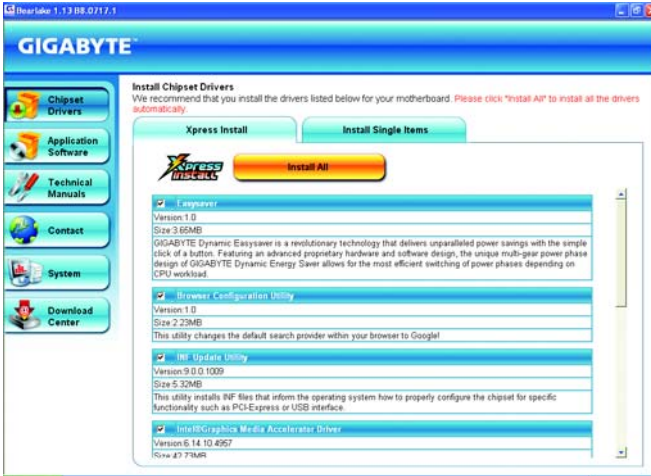 Bearlake 1.13 B8.0717.1
GIGABYTE™
Chipset
Drivers
Application
Software
Technical
Manuals
Contact
System
Download
Center
Install Chipset Drivers
We recommend that you install the drivers listed below for your motherboard. Please click "Install All" to install all the drivers
automatically.
Xpress Install
Install Single Items
Xpress
Install
Install All
Easysaver
Version:1.0
Size:3.65MB
GIGABYTE Dynamic Easysaver is a revolutionary technology that delivers unparalleled power savings with the simple
click of a button. Featuring an advanced proprietary hardware and software design, the unique multi-gear power phase
design of GIGABYTE Dynamic Energy Saver allows for the most efficient switching of power phases depending on
CPU workload.
Browser Configuration Utility
Version:1.0
Size:2.23MB
This utility changes the default search provider within your browser to Google!
INF Update Utility
Version:9.0.0.1009
Size:5.32MB
This utility installs INF files that inform the operating system how to properly configure the chipset for specific
functionality such as PCI-Express or USB interface.
Intel®Graphics Media Accelerator Driver
Version:6.14.10.4957
Size:42.73MB